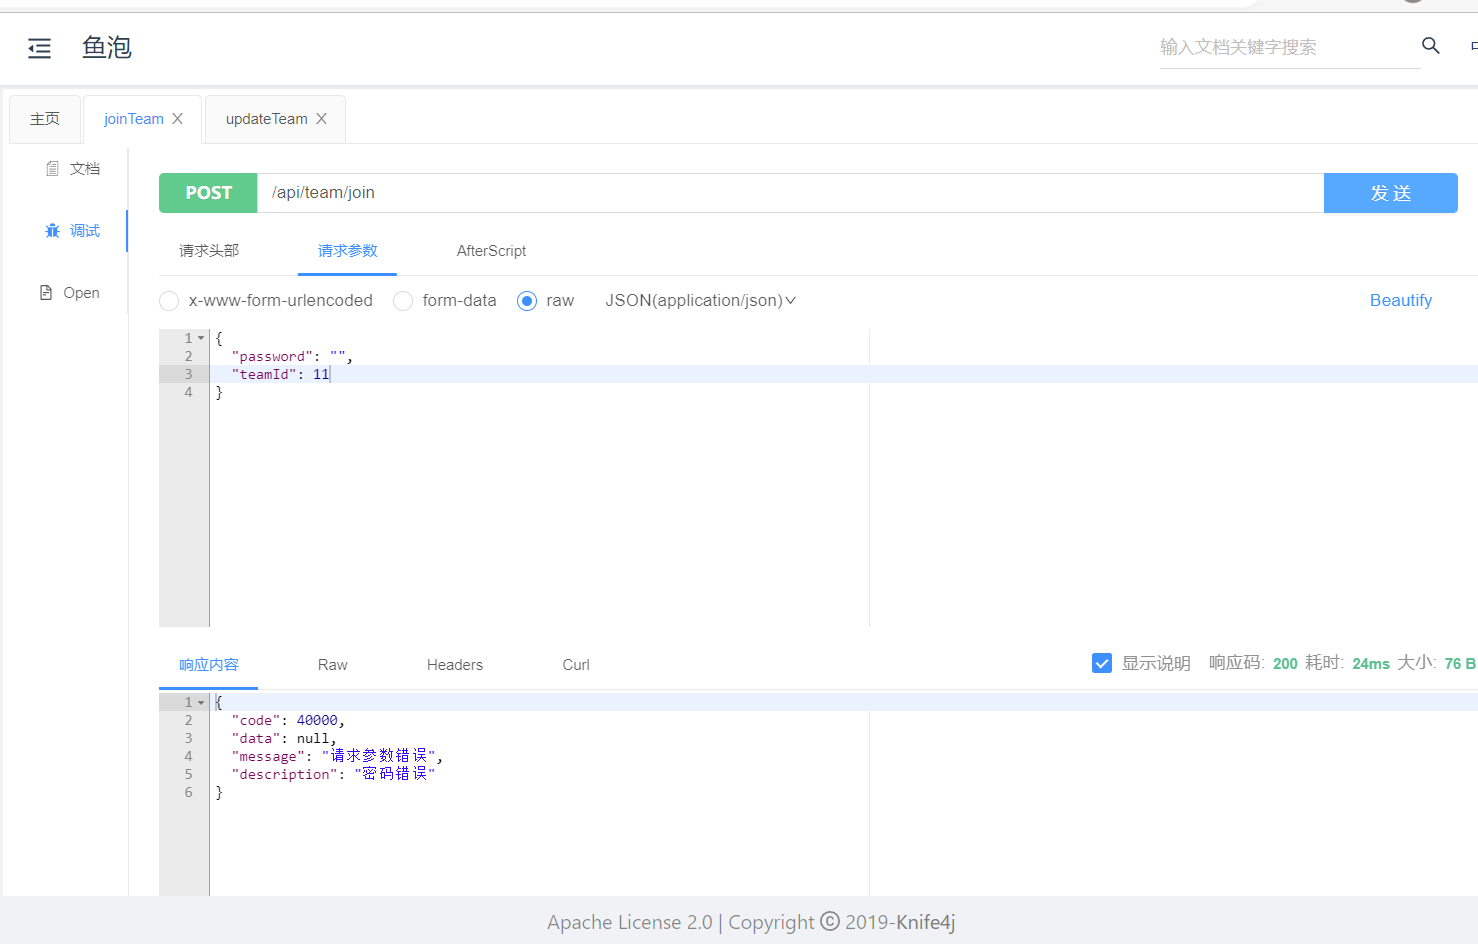 鱼泡
输入文档关键字搜索
主页
joinTeam
updateTeam
文档
调试
Open
POST
/api/team/join
发 送
请求头部
请求参数
AfterScript
x-www-form-urlencoded
form-data
raw
JSON(application/json)
Beautify
1 {
2 "password": "",
3 "teamId": 11
4 }
响应内容
Raw
Headers
Curl
显示说明
响应码: 200 耗时: 24ms 大小: 76 B
1 {
2 "code": 40000,
3 "data": null,
4 "message": "请求参数错误",
5 "description": "密码错误"
6 }
Apache License 2.0 | Copyright © 2019-Knife4j